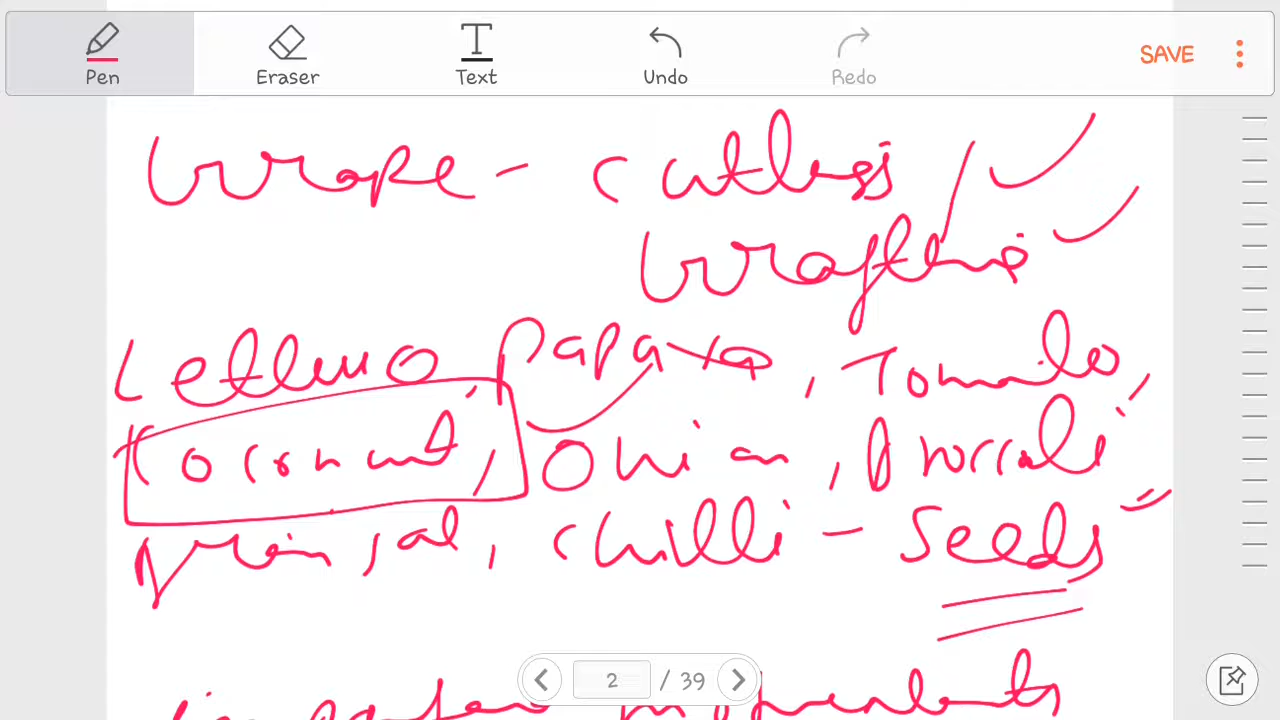 Pen
Eraser
Text
Undo
Redo
SAVE
Grape - Cuttings /
Grafting
Lettuce, Papaya, Tomato,
Coconut, Onion, Broccoli
Brinjal, Chilli - Seeds
2 / 39